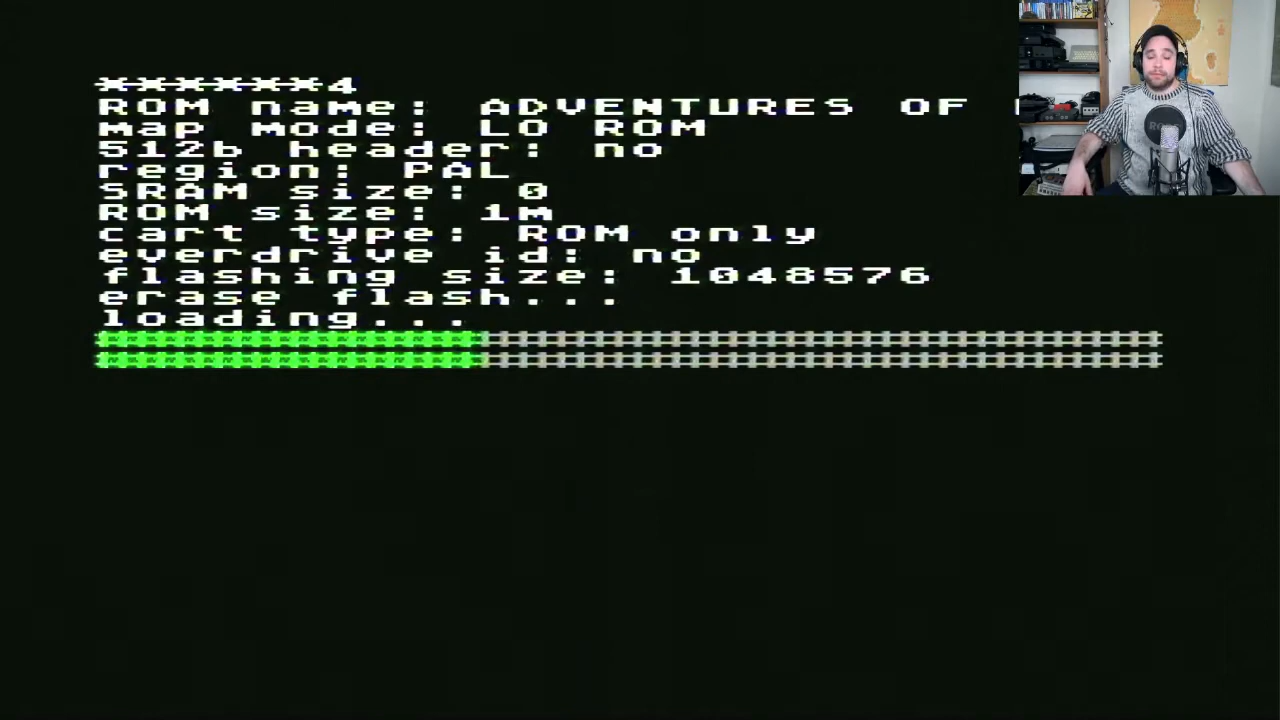 ××××××4
ROM name: ADVENTURES OF
map mode: LO ROM
512b header: no
region: PAL
SRAM size: 0
ROM size: 1m
cart type: ROM only
everdrive id: no
flashing size: 1048576
erase flash...
loading...